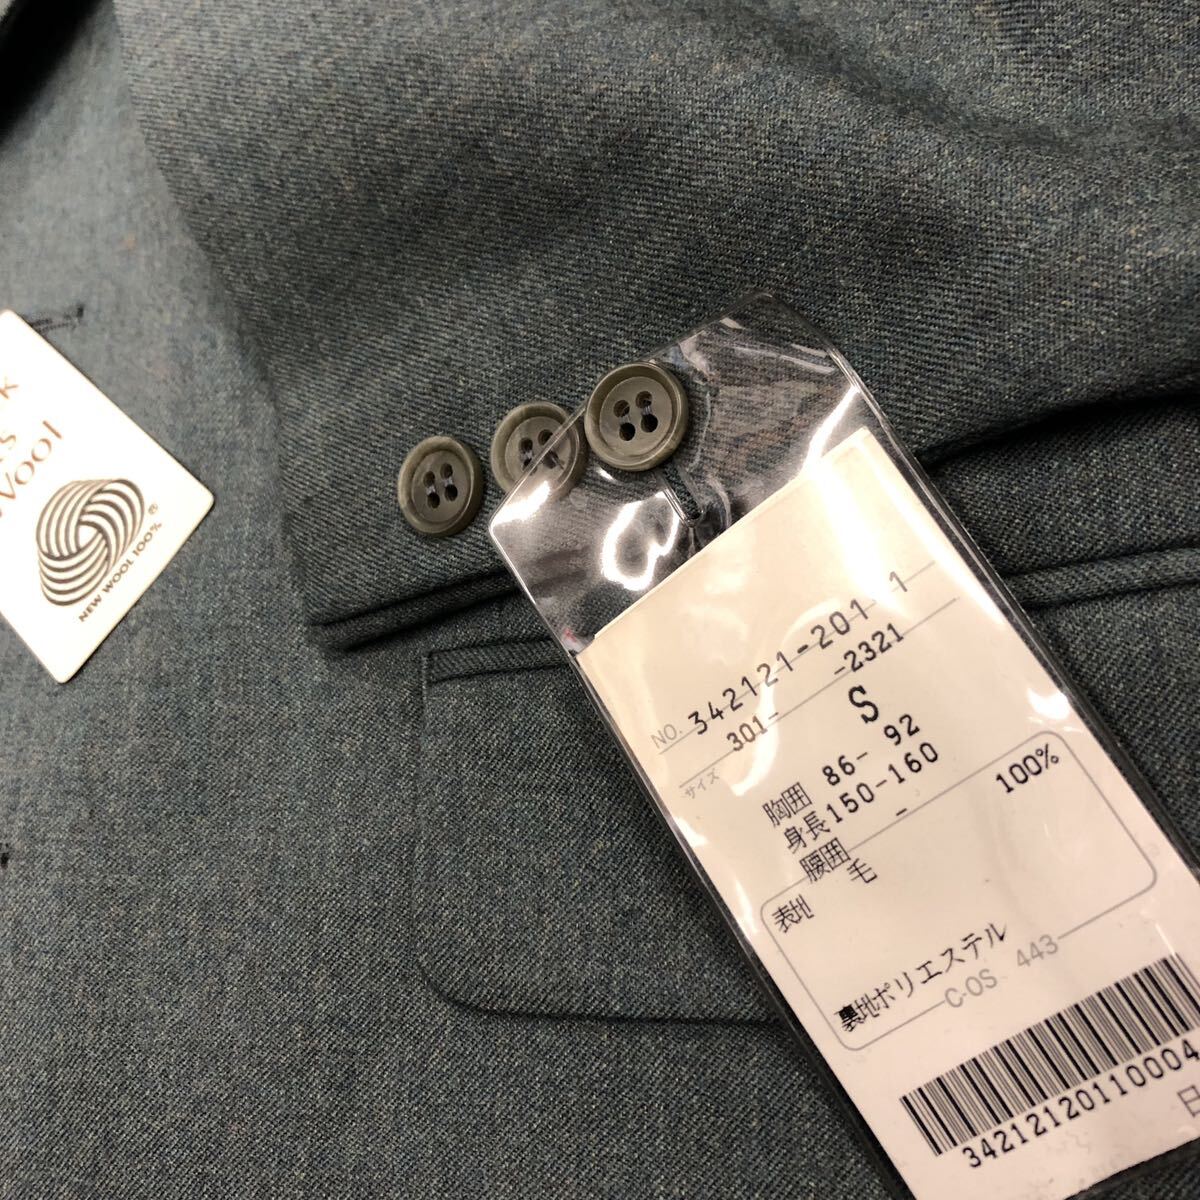 K
Wool
NEW WOOL 100% ®
NO. 342121-201 1
301- -2321
サイズ S
胸囲 86- 92
身長 150-160
腰囲 -
表地 毛 100%
裏地 ポリエステル
C-OS 443
34212120110004